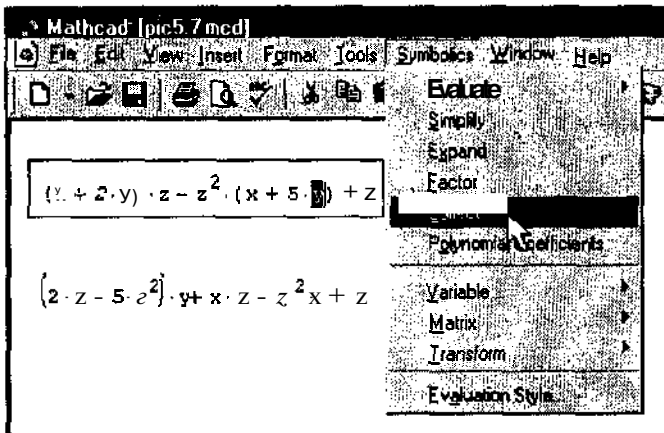 Mathcad - [pic5.7.mcd]
File Edit View Insert Format Tools Symbolics Window Help
Evaluate
Simplify
Expand
Factor
Polynomial Coefficients
Variable
Matrix
Transform
Evaluation Style...
(x + 2·y)·z - z²·(x + 5·y) + z
(2·z - 5·z²)·y + x·z - z²x + z